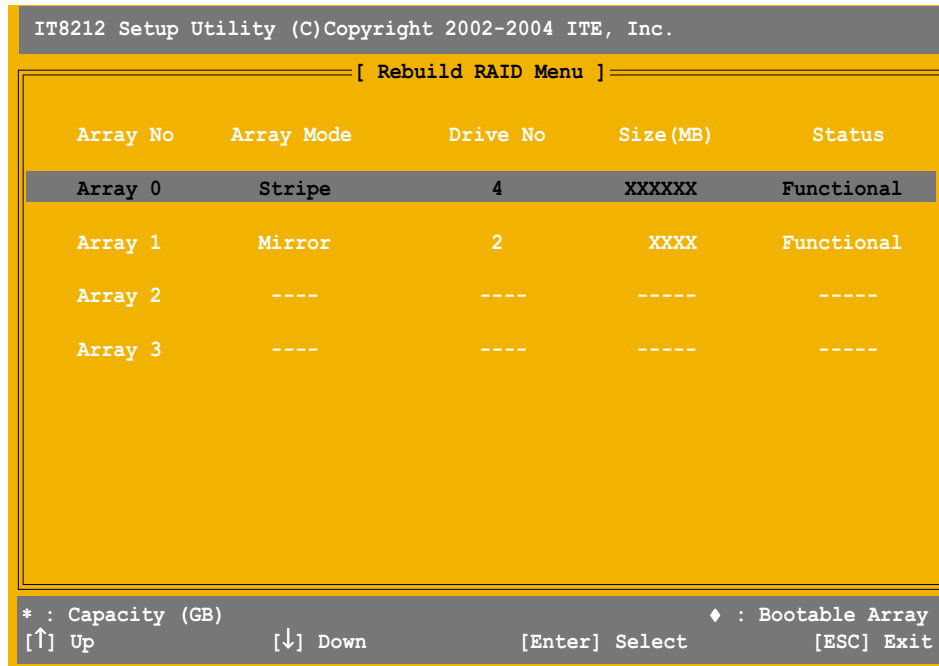 IT8212 Setup Utility (C)Copyright 2002-2004 ITE, Inc.
[ Rebuild RAID Menu ]
Array No Array Mode Drive No Size(MB) Status
Array 0 Stripe 4 XXXXXX Functional
Array 1 Mirror 2 XXXX Functional
Array 2 ---- ---- ----- -----
Array 3 ---- ---- ----- -----
* : Capacity (GB) ♦ : Bootable Array
[↑] Up [↓] Down [Enter] Select [ESC] Exit